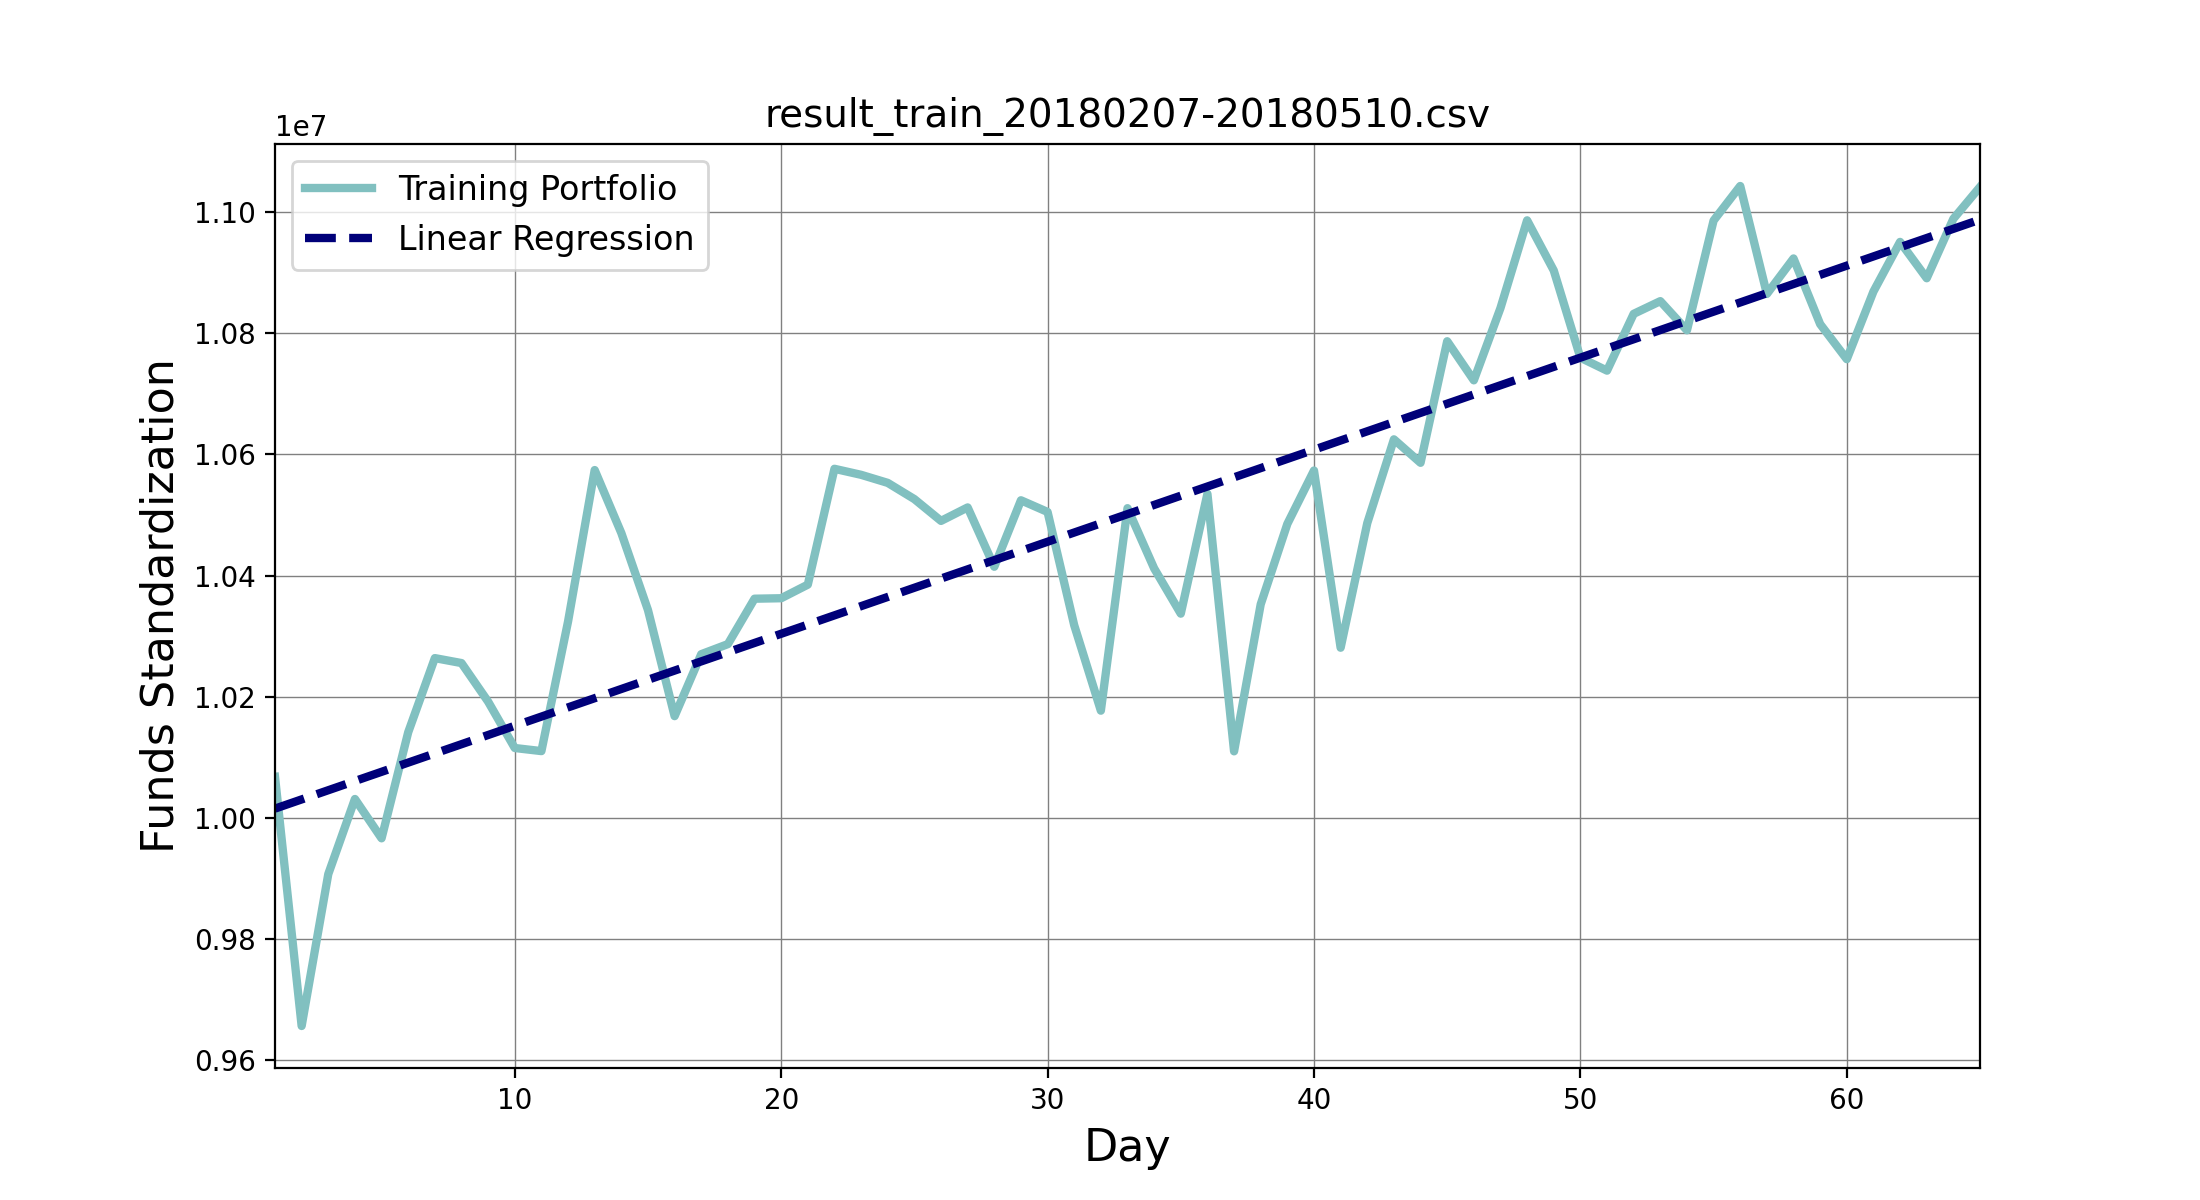 result_train_20180207-20180510.csv
1e7
Training Portfolio
Linear Regression
1.10
1.08
1.06
1.04
1.02
1.00
0.98
0.96
Funds Standardization
10 20 30 40 50 60
Day